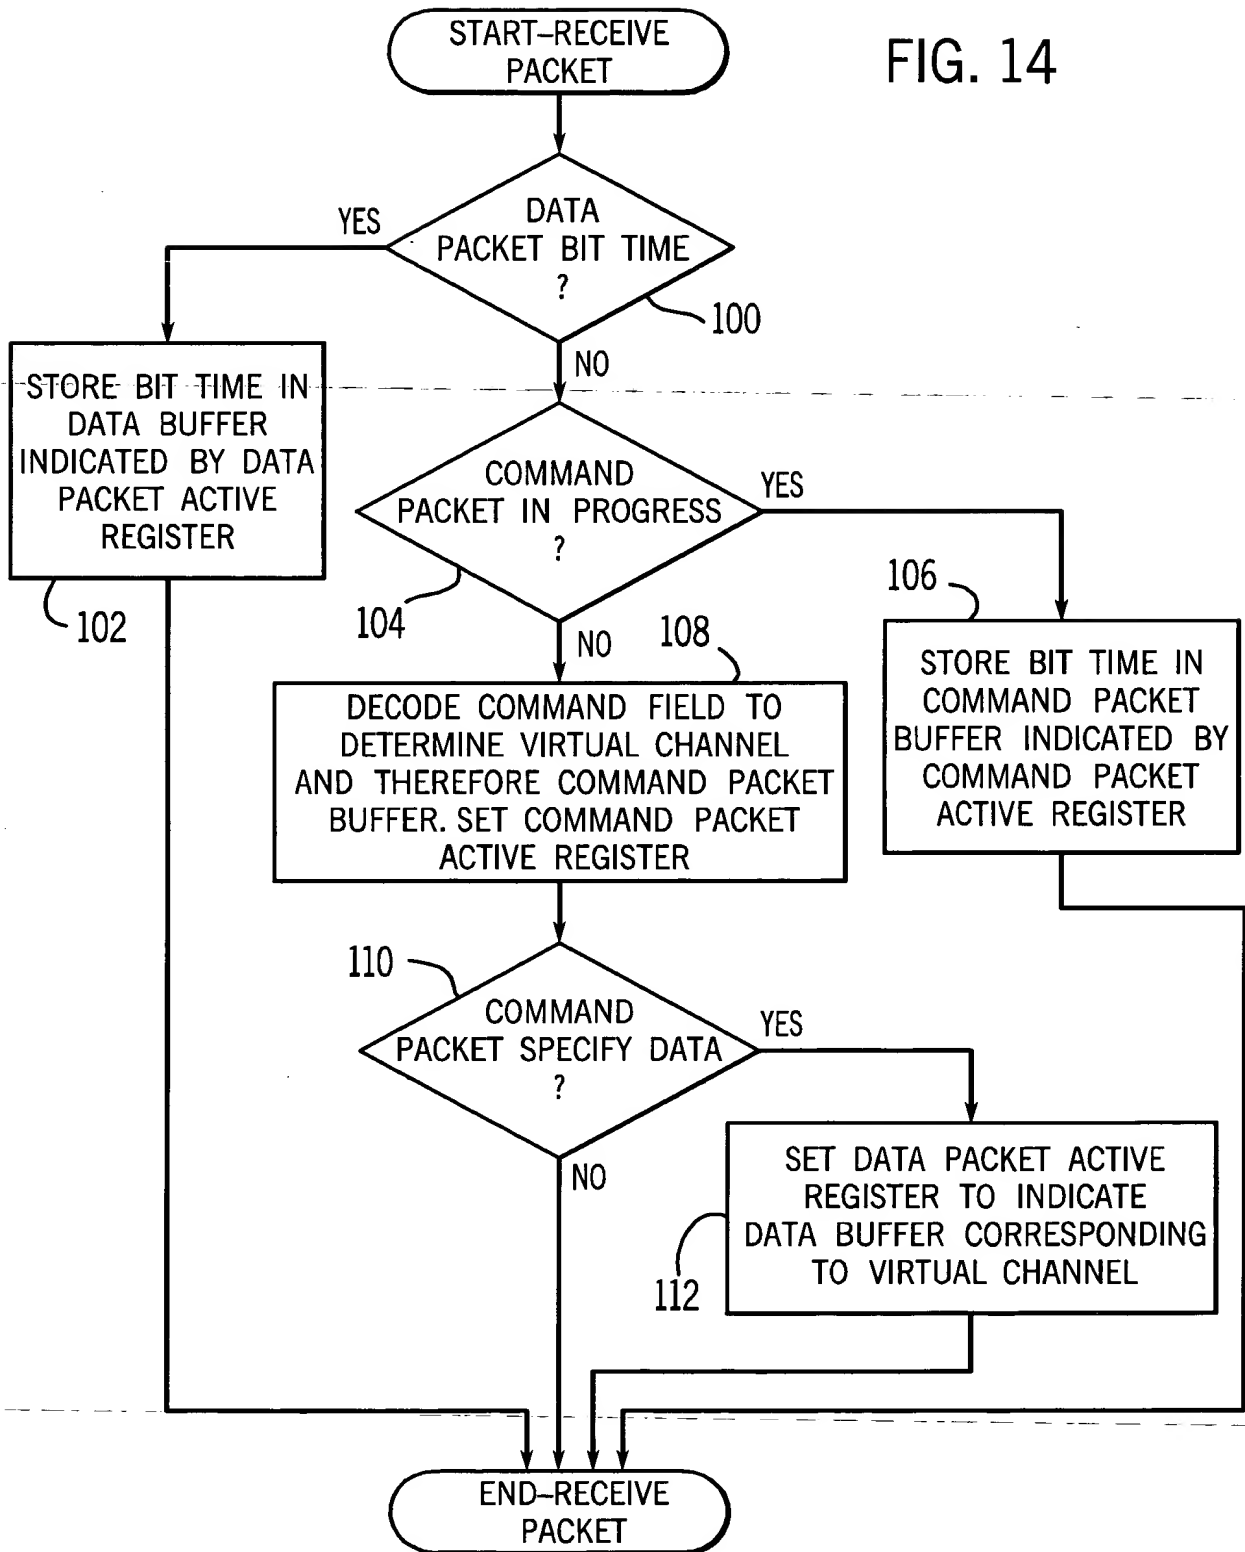 START-RECEIVE
PACKET
FIG. 14
DATA
PACKET BIT TIME
?
YES
100
NO
STORE BIT TIME IN
DATA BUFFER
INDICATED BY DATA
PACKET ACTIVE
REGISTER
102
COMMAND
PACKET IN PROGRESS
?
YES
104
NO
106
STORE BIT TIME IN
COMMAND PACKET
BUFFER INDICATED BY
COMMAND PACKET
ACTIVE REGISTER
108
DECODE COMMAND FIELD TO
DETERMINE VIRTUAL CHANNEL
AND THEREFORE COMMAND PACKET
BUFFER. SET COMMAND PACKET
ACTIVE REGISTER
110
COMMAND
PACKET SPECIFY DATA
?
YES
NO
SET DATA PACKET ACTIVE
REGISTER TO INDICATE
DATA BUFFER CORRESPONDING
TO VIRTUAL CHANNEL
112
END-RECEIVE
PACKET